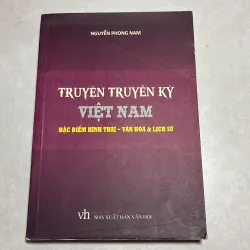 NGUYỄN PHONG NAM
TRUYỆN TRUYỀN KỲ
VIỆT NAM
ĐẶC ĐIỂM HÌNH THÁI - VĂN HÓA & LỊCH SỬ
vh NHÀ XUẤT BẢN VĂN HỌC